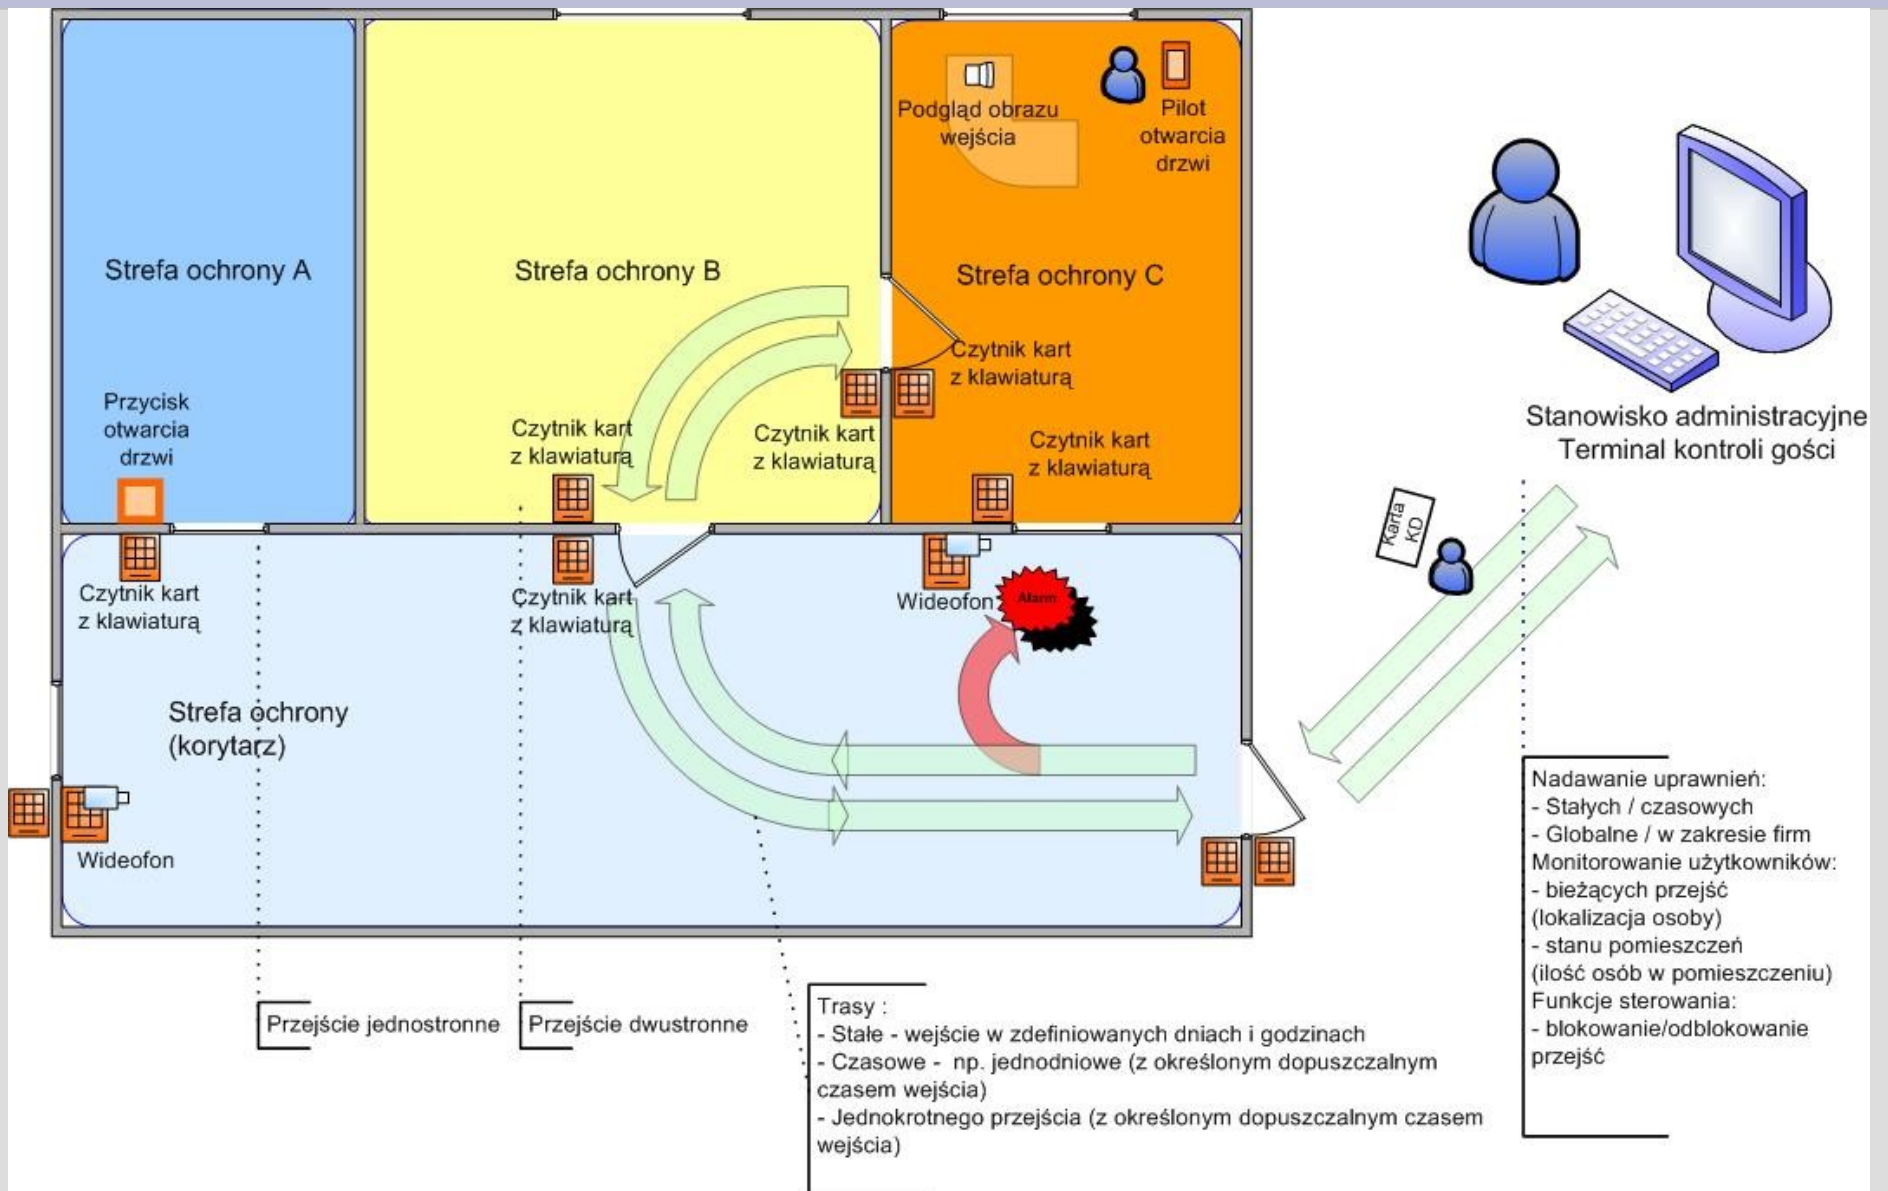 Podgląd obrazu
wejścia
Pilot
otwarcia
drzwi
Strefa ochrony A
Strefa ochrony B
Strefa ochrony C
Czytnik kart
z klawiaturą
Przycisk
otwarcia
drzwi
Czytnik kart
z klawiaturą
Czytnik kart
z klawiaturą
Czytnik kart
z klawiaturą
Stanowisko administracyjne
Terminal kontroli gości
Karta
KD
Czytnik kart
z klawiaturą
Czytnik kart
z klawiaturą
Wideofon
Alarm
Strefa ochrony
(korytarz)
Wideofon
Nadawanie uprawnień:
- Stałych / czasowych
- Globalne / w zakresie firm
Monitorowanie użytkowników:
- bieżących przejść
(lokalizacja osoby)
- stanu pomieszczeń
(ilość osób w pomieszczeniu)
Funkcje sterowania:
- blokowanie/odblokowanie
przejść
Przejście jednostronne
Przejście dwustronne
Trasy :
- Stałe - wejście w zdefiniowanych dniach i godzinach
- Czasowe - np. jednodniowe (z określonym dopuszczalnym
czasem wejścia)
- Jednokrotnego przejścia (z określonym dopuszczalnym czasem
wejścia)